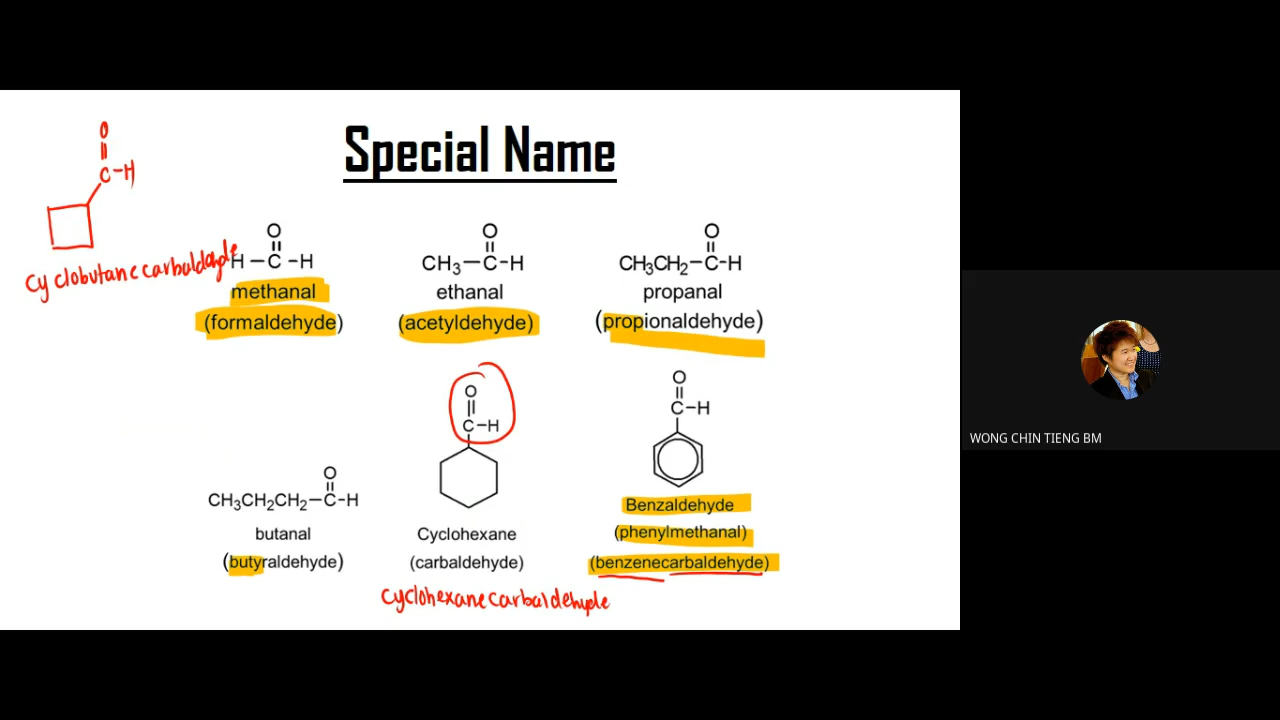 Special Name
O
C-H
cyclobutanecarbaldehyde
O
H-C-H
methanal
(formaldehyde)
O
CH3-C-H
ethanal
(acetyldehyde)
O
CH3CH2-C-H
propanal
(propionaldehyde)
O
CH3CH2CH2-C-H
butanal
(butyraldehyde)
O
C-H
Cyclohexane
(carbaldehyde)
cyclohexanecarbaldehyde
O
C-H
Benzaldehyde
(phenylmethanal)
(benzenecarbaldehyde)
WONG CHIN TIENG BM